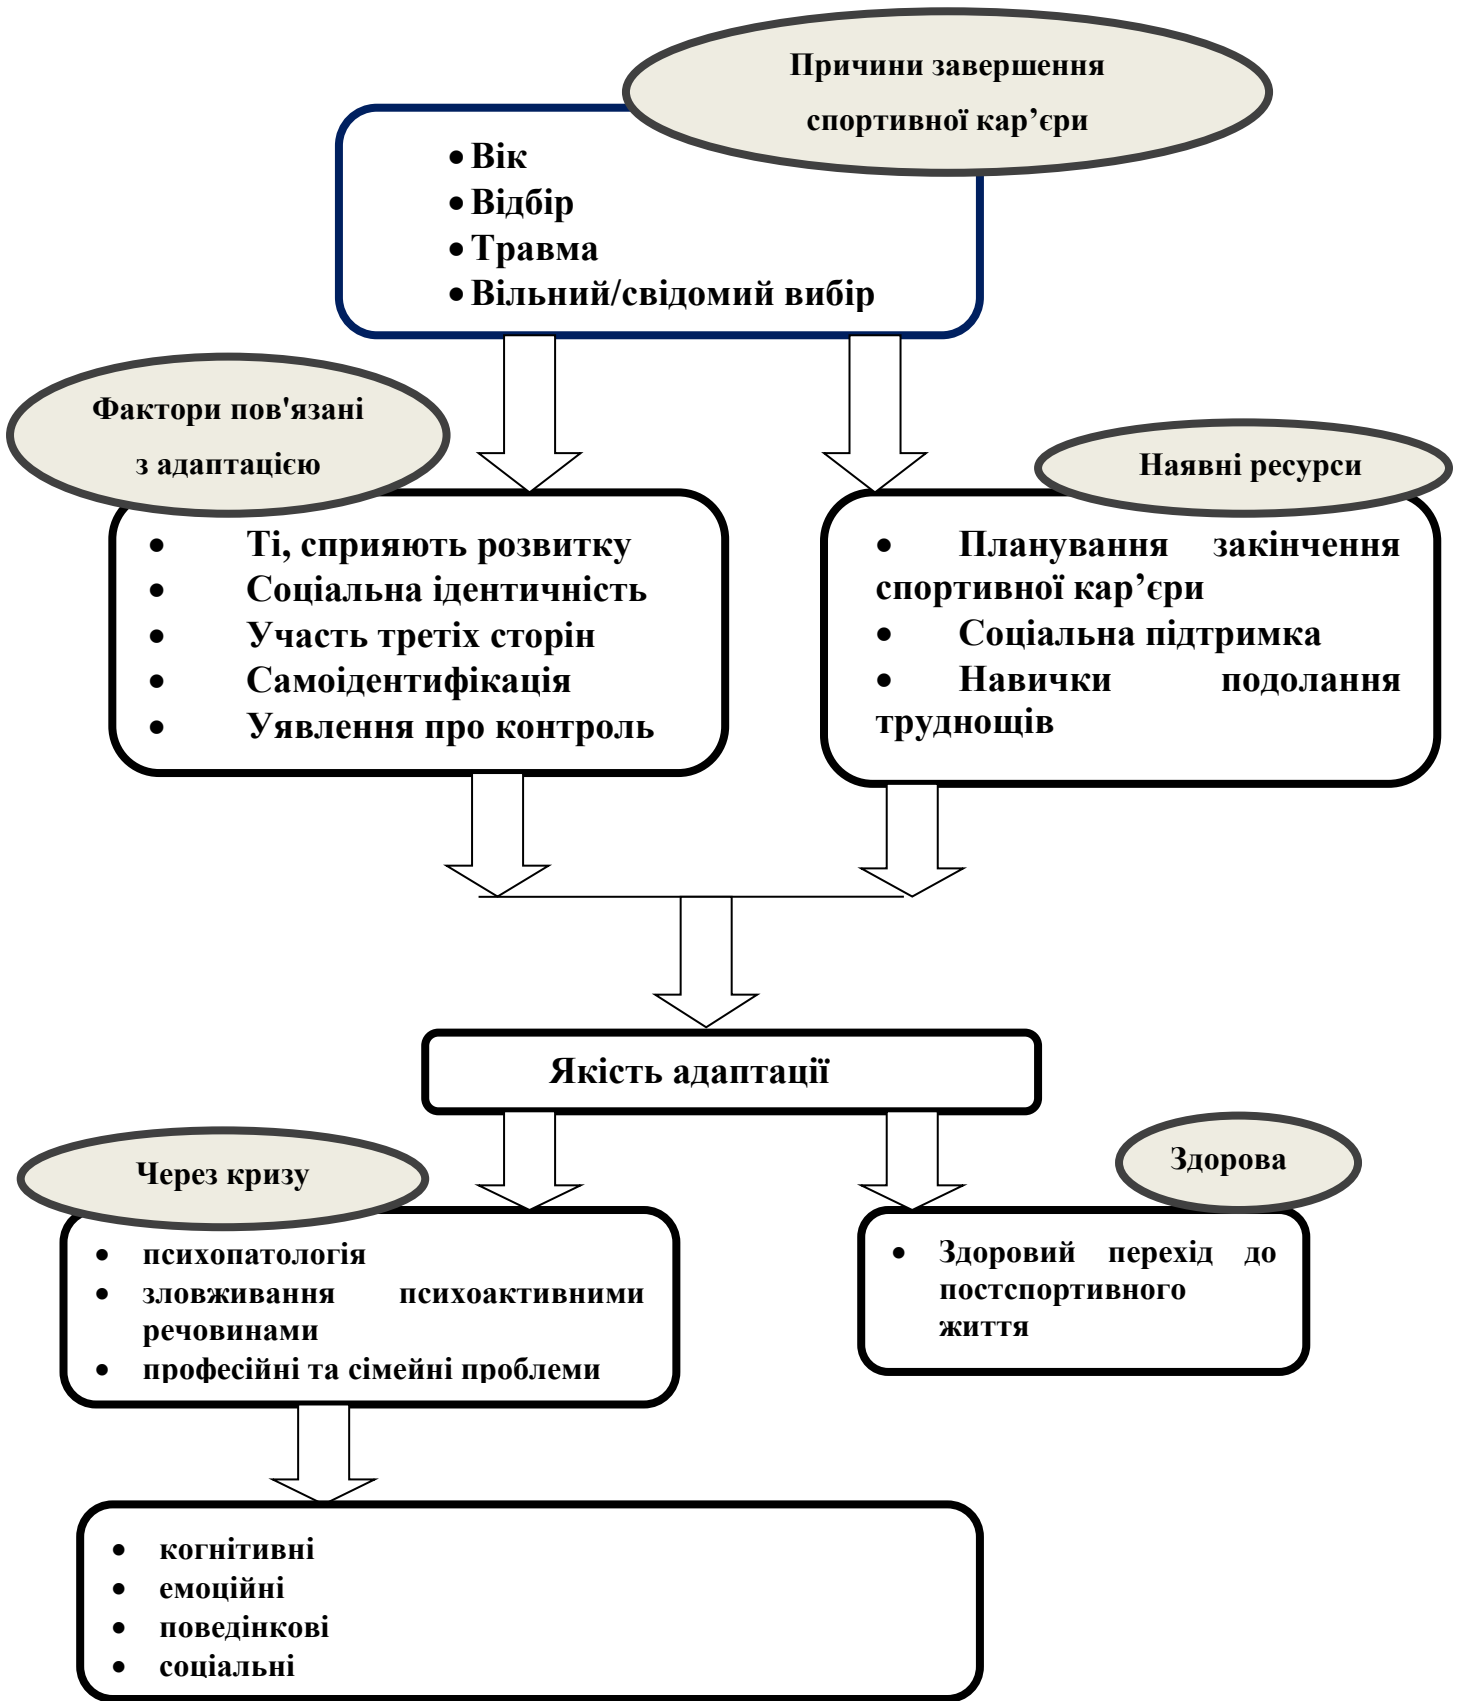 Причини завершення
спортивної кар’єри
• Вік
• Відбір
• Травма
• Вільний/свідомий вибір
Фактори пов'язані
з адаптацією
• Ті, сприяють розвитку
• Соціальна ідентичність
• Участь третіх сторін
• Самоідентифікація
• Уявлення про контроль
Наявні ресурси
• Планування закінчення
спортивної кар’єри
• Соціальна підтримка
• Навички подолання
труднощів
Якість адаптації
Через кризу
• психопатологія
• зловживання психоактивними
речовинами
• професійні та сімейні проблеми
Здорова
• Здоровий перехід до
постспортивного
життя
• когнітивні
• емоційні
• поведінкові
• соціальні